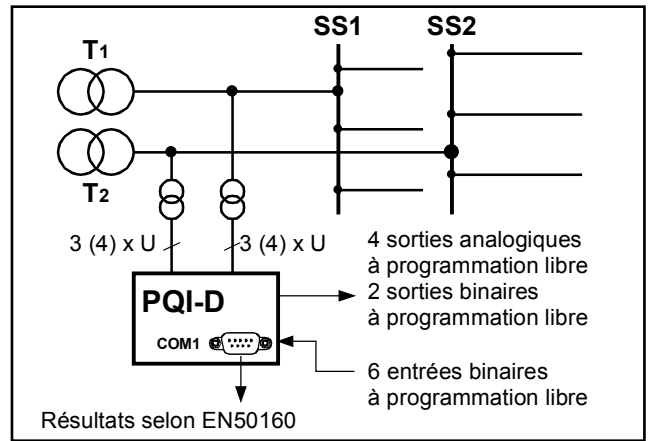 SS1
SS2
T1
T2
3 (4) x U
3 (4) x U
4 sorties analogiques
à programmation libre
2 sorties binaires
à programmation libre
PQI-D
COM1
6 entrées binaires
à programmation libre
Résultats selon EN50160